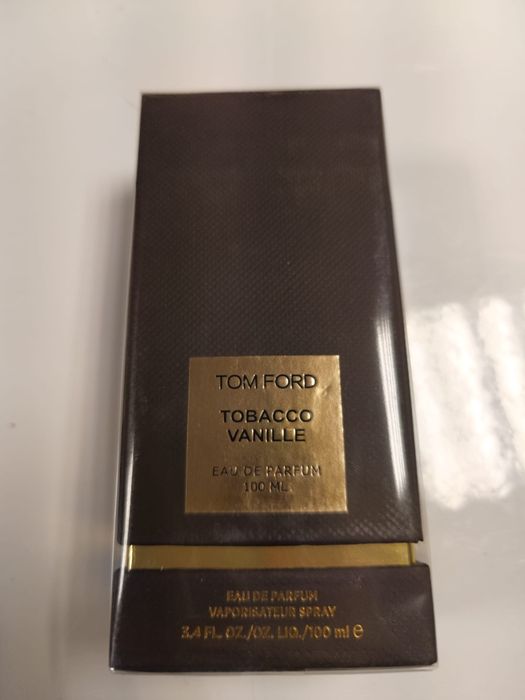 TOM FORD
TOBACCO
VANILLE
EAU DE PARFUM
100 ML
EAU DE PARFUM
VAPORISATEUR SPRAY
3,4 FL. OZ./OZ. LIQ./100 ml ℮